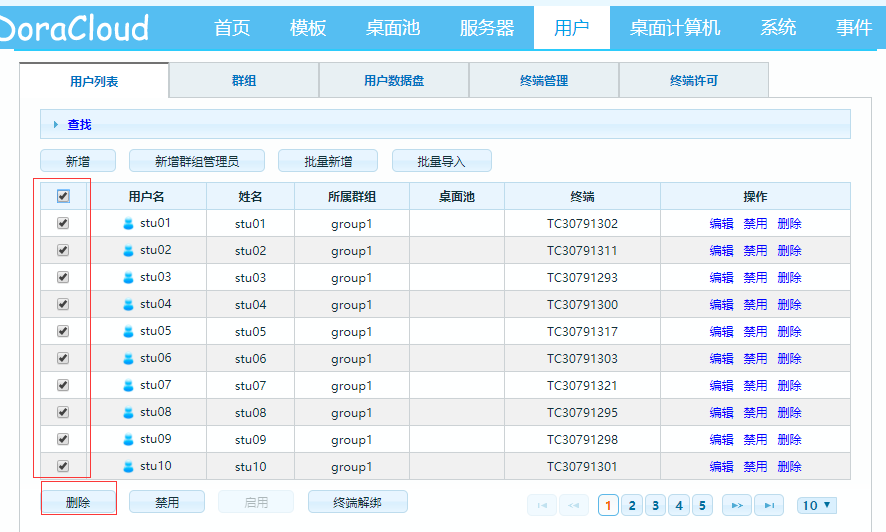 DoraCloud 首页 模板 桌面池 服务器 用户 桌面计算机 系统 事件
用户列表 群组 用户数据盘 终端管理 终端许可
查找
新增 新增群组管理员 批量新增 批量导入
用户名 姓名 所属群组 桌面池 终端 操作
stu01 stu01 group1 TC30791302 编辑 禁用 删除
stu02 stu02 group1 TC30791311 编辑 禁用 删除
stu03 stu03 group1 TC30791293 编辑 禁用 删除
stu04 stu04 group1 TC30791300 编辑 禁用 删除
stu05 stu05 group1 TC30791317 编辑 禁用 删除
stu06 stu06 group1 TC30791303 编辑 禁用 删除
stu07 stu07 group1 TC30791321 编辑 禁用 删除
stu08 stu08 group1 TC30791295 编辑 禁用 删除
stu09 stu09 group1 TC30791298 编辑 禁用 删除
stu10 stu10 group1 TC30791301 编辑 禁用 删除
删除 禁用 启用 终端解绑 1 2 3 4 5 10